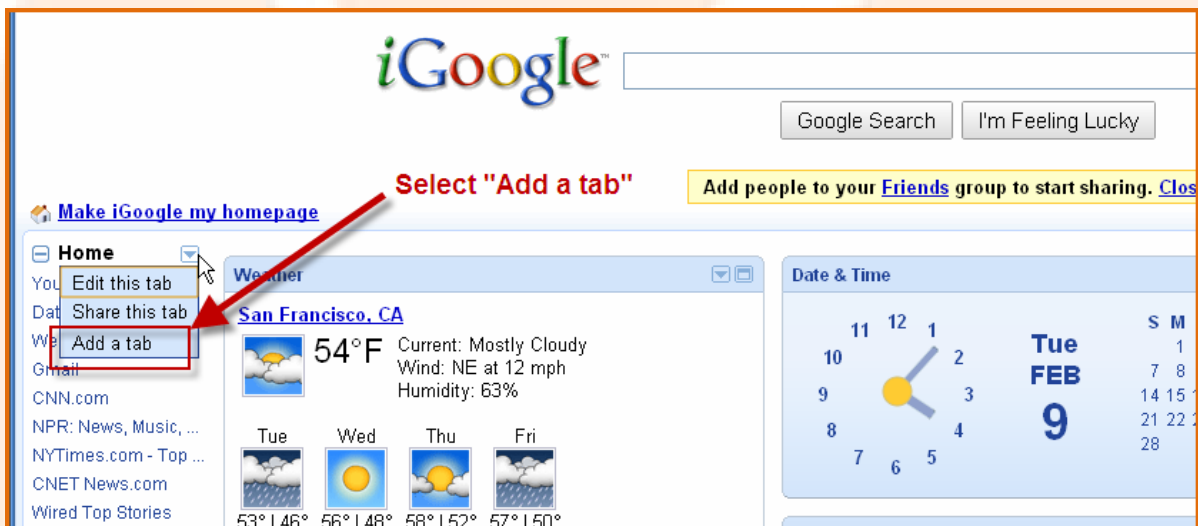 iGoogle™
Google Search I'm Feeling Lucky
Select "Add a tab"
Add people to your Friends group to start sharing.
Make iGoogle my homepage
Home
Edit this tab
Share this tab
Add a tab
Gmail
CNN.com
NPR: News, Music, ...
NYTimes.com - Top ...
CNET News.com
Wired Top Stories
Weather
San Francisco, CA
54°F
Current: Mostly Cloudy
Wind: NE at 12 mph
Humidity: 63%
Tue Wed Thu Fri
53° | 46° 56° | 48° 58° | 52° 57° | 50°
Date & Time
12
11 1
10 2
9 3
8 4
7 5
6
Tue
FEB
9
S M
1
7 8
14 15
21 22
28